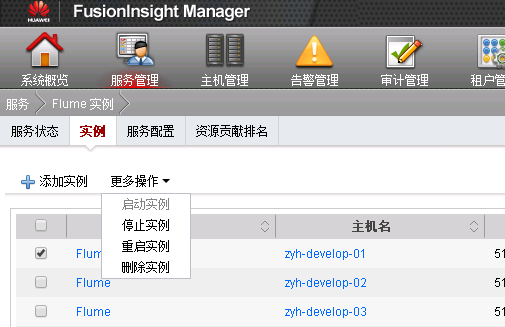 HUAWEI
FusionInsight Manager
系统概览 服务管理 主机管理 告警管理 审计管理 租户管
服务 Flume 实例
服务状态 实例 服务配置 资源贡献排名
添加实例 更多操作
启动实例
停止实例
重启实例
删除实例
主机名
Flume zyh-develop-01 51
Flume zyh-develop-02 51
Flume zyh-develop-03 51